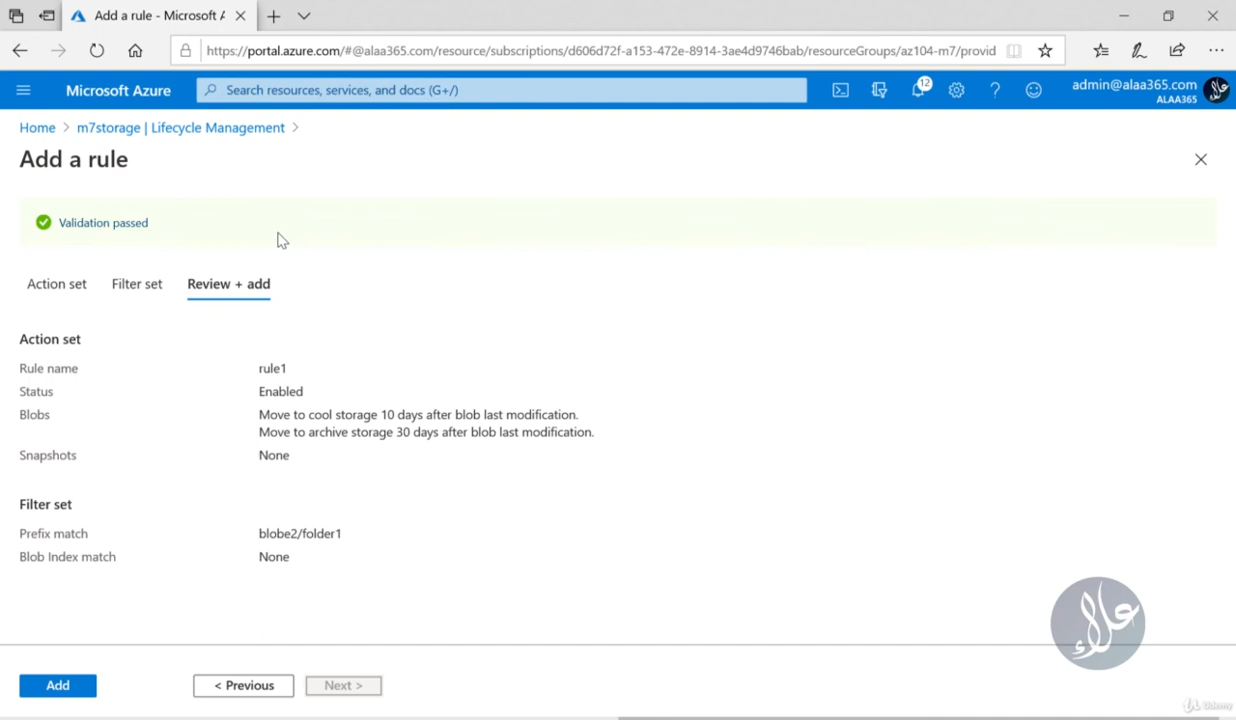 Add a rule - Microsoft A
https://portal.azure.com/#@alaa365.com/resource/subscriptions/d606d72f-a153-472e-8914-3ae4d9746bab/resourceGroups/az104-m7/provid
Microsoft Azure
Search resources, services, and docs (G+/)
12
admin@alaa365.com
ALAA365
Home > m7storage | Lifecycle Management >
Add a rule
Validation passed
Action set
Filter set
Review + add
Action set
Rule name rule1
Status Enabled
Blobs Move to cool storage 10 days after blob last modification.
Move to archive storage 30 days after blob last modification.
Snapshots None
Filter set
Prefix match blobe2/folder1
Blob Index match None
علاء
Add
< Previous
Next >
Udemy